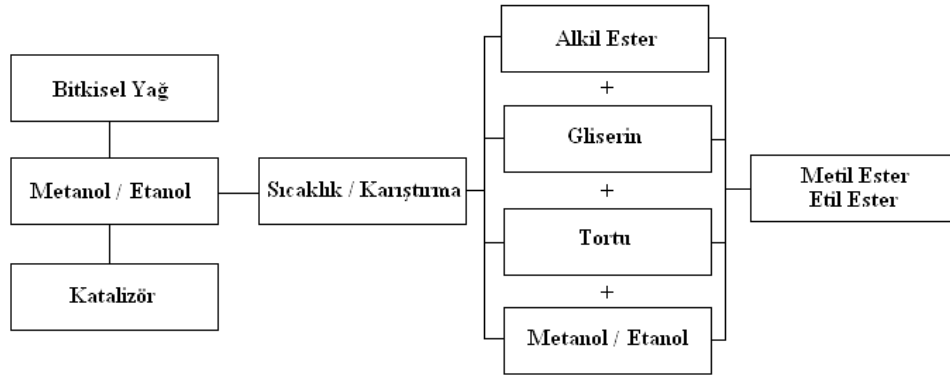 Bitkisel Yağ
Metanol / Etanol
Katalizör
Sıcaklık / Karıştırma
Alkil Ester
+
Gliserin
+
Tortu
+
Metanol / Etanol
Metil Ester
Etil Ester